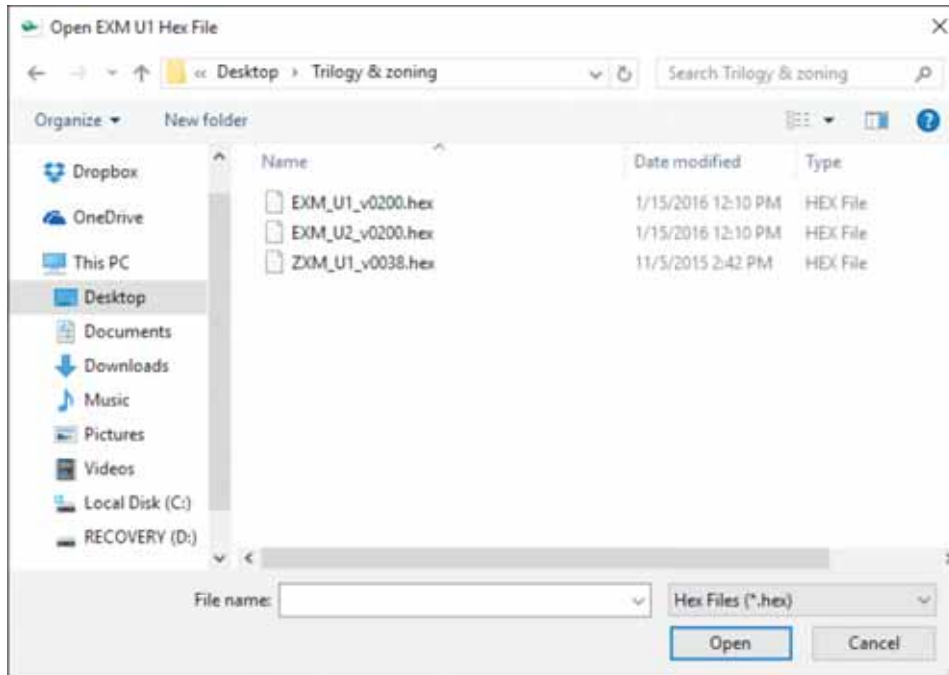 Open EXM U1 Hex File
« Desktop › Trilogy & zoning
Search Trilogy & zoning
Organize
New folder
Name
Date modified
Type
Dropbox
OneDrive
This PC
Desktop
Documents
Downloads
Music
Pictures
Videos
Local Disk (C:)
RECOVERY (D:)
EXM_U1_v0200.hex 1/15/2016 12:10 PM HEX File
EXM_U2_v0200.hex 1/15/2016 12:10 PM HEX File
ZXM_U1_v0038.hex 11/5/2015 2:42 PM HEX File
File name:
Hex Files (*.hex)
Open
Cancel